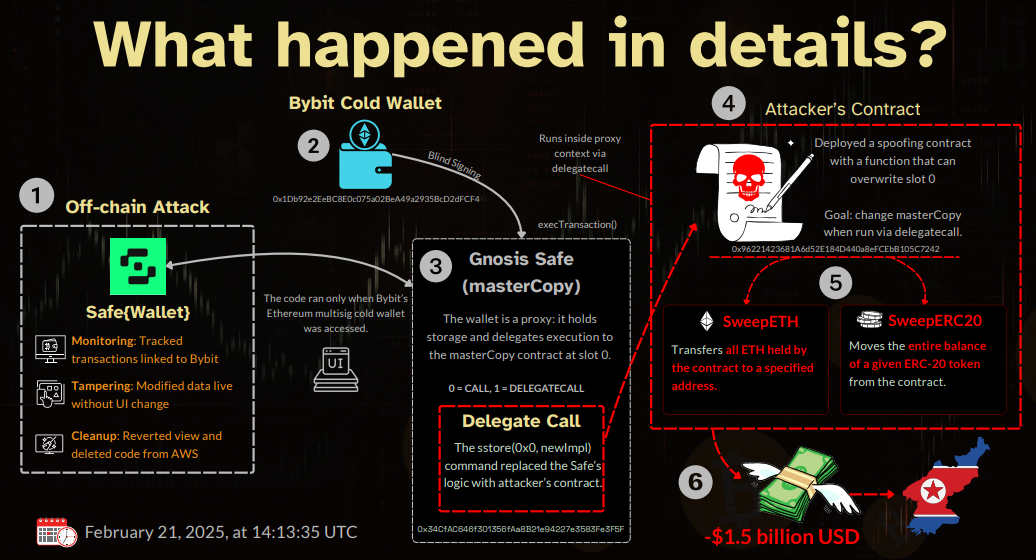 What happened in details?
1
Off-chain Attack
Safe{Wallet}
Monitoring: Tracked
transactions linked to Bybit
Tampering: Modified data live
without UI change
Cleanup: Reverted view and
deleted code from AWS
February 21, 2025, at 14:13:35 UTC
Bybit Cold Wallet
2
Blind Signing
0x1Db92e2EeBC8E0c075a02BeA49a2935BcD2dFCF4
The code ran only when Bybit's
Ethereum multisig cold wallet
was accessed.
UI
execTransaction()
3
Gnosis Safe
(masterCopy)
The wallet is a proxy: it holds
storage and delegates execution to
the masterCopy contract at slot 0.
0 = CALL, 1 = DELEGATECALL
Delegate Call
The sstore(0x0, newImpl)
command replaced the Safe's
logic with attacker's contract.
0x34CfAC646f301356fAa8B21e94227e3583Fe3F5F
Runs inside proxy
context via
delegatecall
4
Attacker's Contract
Deployed a spoofing contract
with a function that can
overwrite slot 0
Goal: change masterCopy
when run via delegatecall.
0x96221423681A6d52E184D440a8eFCEbB105C7242
5
SweepETH
Transfers all ETH held by
the contract to a specified
address.
SweepERC20
Moves the entire balance
of a given ERC-20 token
from the contract.
6
-$1.5 billion USD